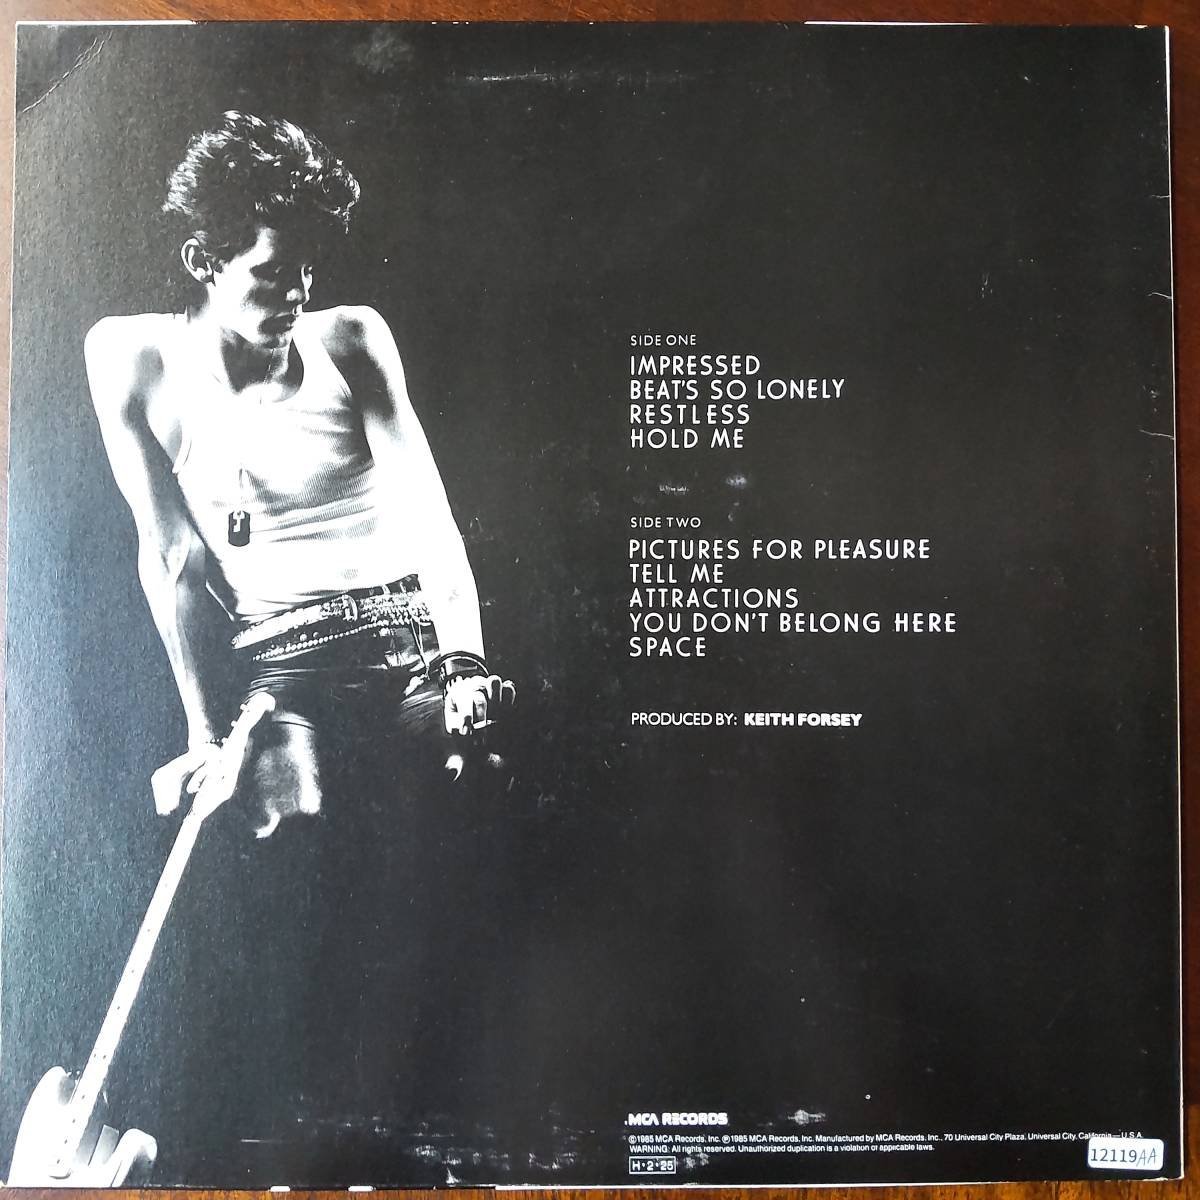 SIDE ONE
IMPRESSED
BEAT'S SO LONELY
RESTLESS
HOLD ME
SIDE TWO
PICTURES FOR PLEASURE
TELL ME
ATTRACTIONS
YOU DON'T BELONG HERE
SPACE
PRODUCED BY: KEITH FORSEY
MCA RECORDS
©1985 MCA Records, Inc. ℗1985 MCA Records, Inc. Manufactured by MCA Records, Inc., 70 Universal City Plaza, Universal City, California—U.S.A.
WARNING: All rights reserved. Unauthorized duplication is a violation of applicable laws.
H·2·25
12119AA